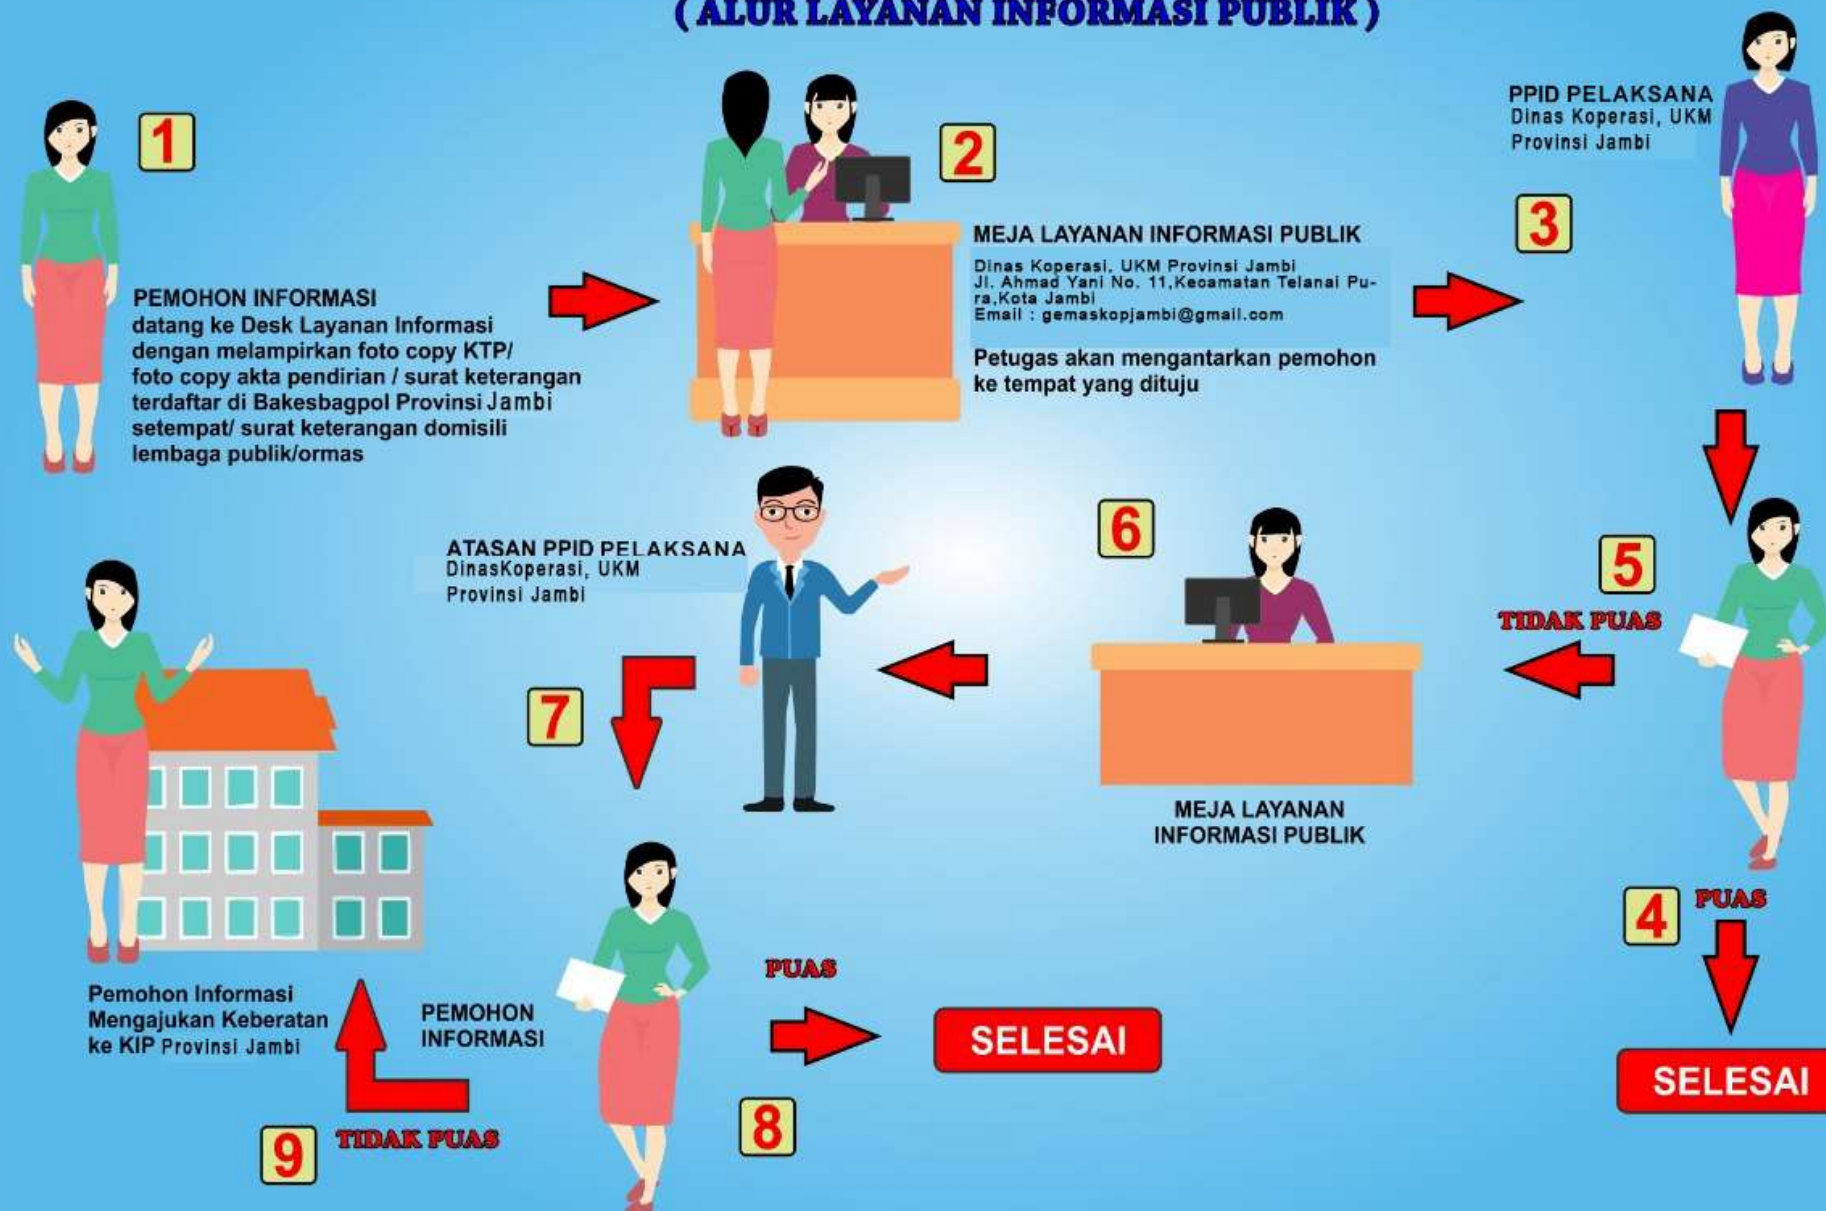 ( ALUR LAYANAN INFORMASI PUBLIK )
1
PEMOHON INFORMASI
datang ke Desk Layanan Informasi
dengan melampirkan foto copy KTP/
foto copy akta pendirian / surat keterangan
terdaftar di Bakesbagpol Provinsi Jambi
setempat/ surat keterangan domisili
lembaga publik/ormas
2
MEJA LAYANAN INFORMASI PUBLIK
Dinas Koperasi, UKM Provinsi Jambi
Jl. Ahmad Yani No. 11,Kecamatan Telanai Pu-
ra,Kota Jambi
Email : gemaskopjambi@gmail.com
Petugas akan mengantarkan pemohon
ke tempat yang dituju
PPID PELAKSANA
Dinas Koperasi, UKM
Provinsi Jambi
3
4
PUAS
SELESAI
5
TIDAK PUAS
6
MEJA LAYANAN
INFORMASI PUBLIK
ATASAN PPID PELAKSANA
DinasKoperasi, UKM
Provinsi Jambi
7
PEMOHON
INFORMASI
PUAS
8
SELESAI
9
TIDAK PUAS
Pemohon Informasi
Mengajukan Keberatan
ke KIP Provinsi Jambi